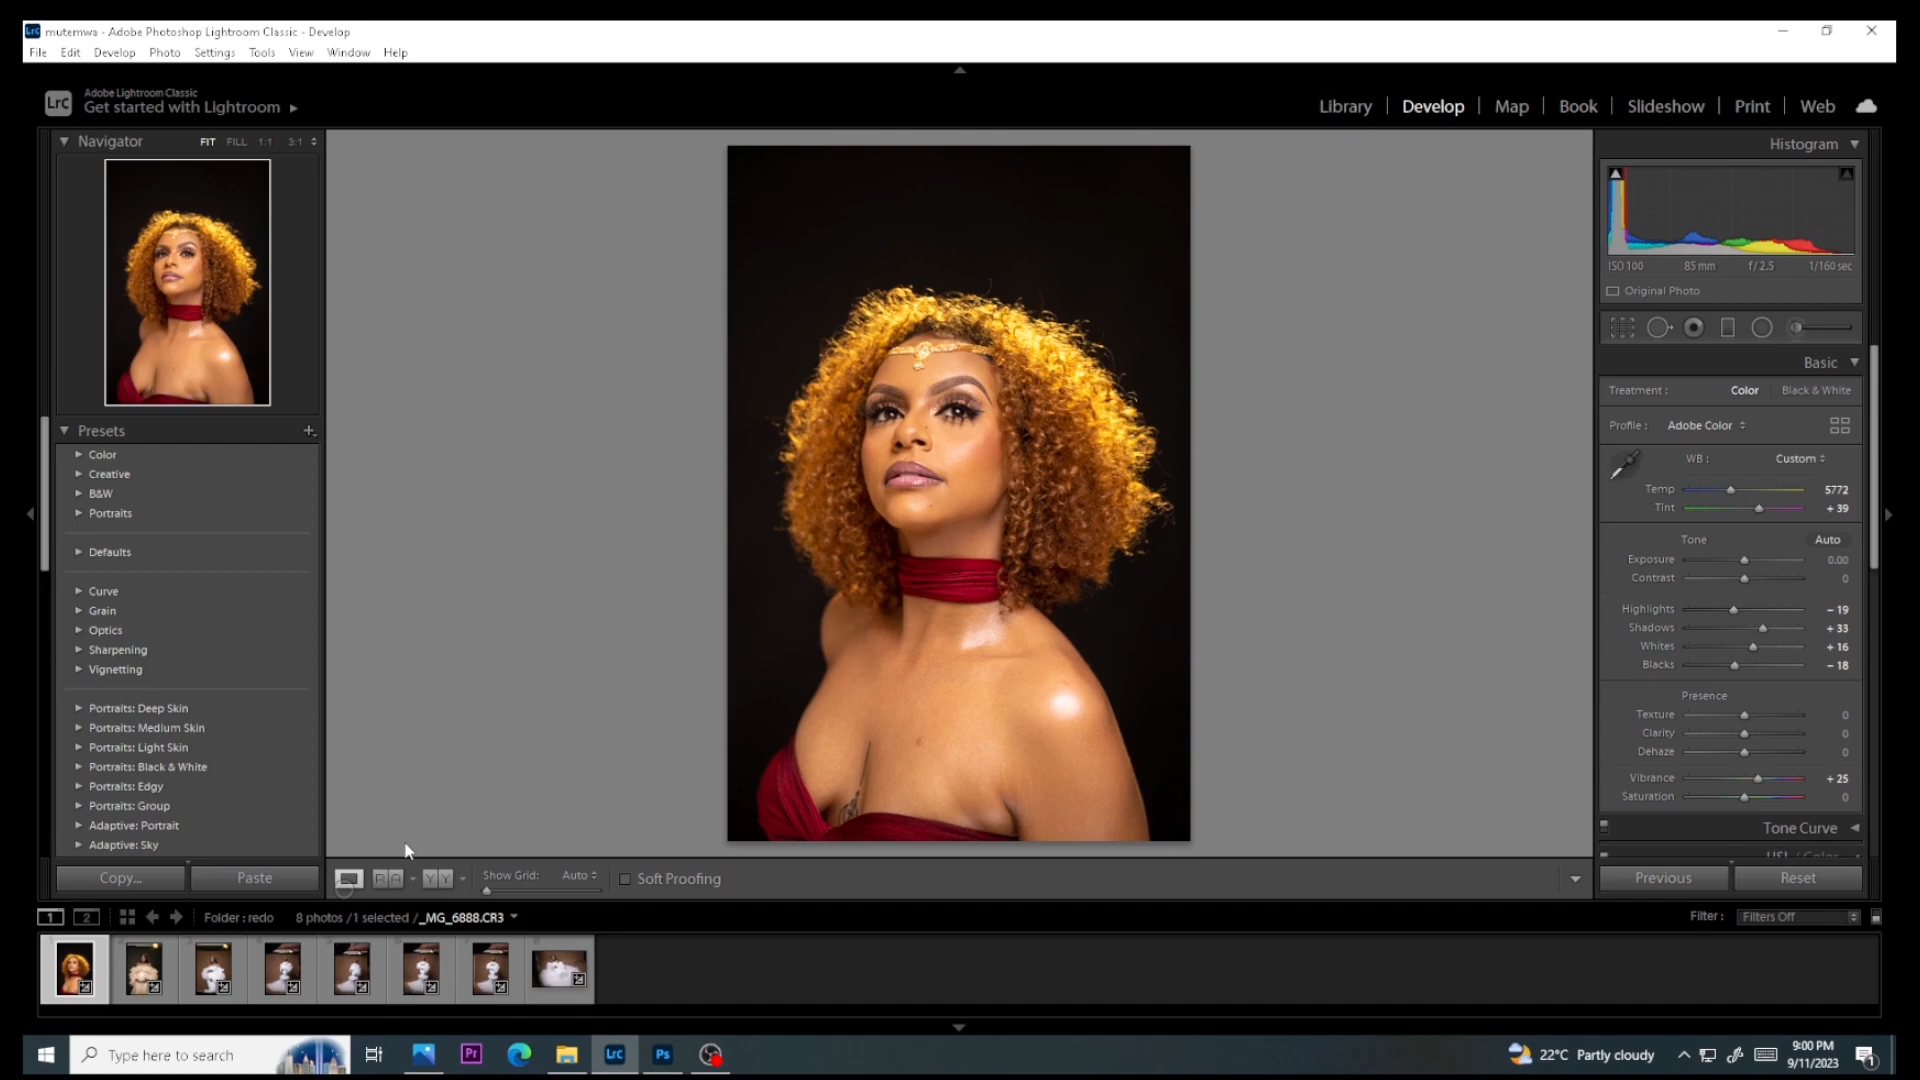 Lrc mutemwa - Adobe Photoshop Lightroom Classic - Develop
File Edit Develop Photo Settings Tools View Window Help
Lrc Adobe Lightroom Classic
Get started with Lightroom
Library Develop Map Book Slideshow Print Web
Navigator FIT FILL 1:1 3:1
Presets
Color
Creative
B&W
Portraits
Defaults
Curve
Grain
Optics
Sharpening
Vignetting
Portraits: Deep Skin
Portraits: Medium Skin
Portraits: Light Skin
Portraits: Black & White
Portraits: Edgy
Portraits: Group
Adaptive: Portrait
Adaptive: Sky
Copy... Paste
Show Grid: Auto Soft Proofing
Histogram
ISO 100 85 mm f / 2.5 1/160 sec
Original Photo
Basic
Treatment : Color Black & White
Profile : Adobe Color
WB : Custom
Temp 5772
Tint + 39
Tone Auto
Exposure 0.00
Contrast 0
Highlights – 19
Shadows + 33
Whites + 16
Blacks – 18
Presence
Texture 0
Clarity 0
Dehaze 0
Vibrance + 25
Saturation 0
Tone Curve
Previous Reset
1 2 Folder : redo 8 photos / 1 selected / _MG_6888.CR3 Filter : Filters Off
Type here to search Pr Lrc Ps 22°C Partly cloudy 9:00 PM
9/11/2023 1